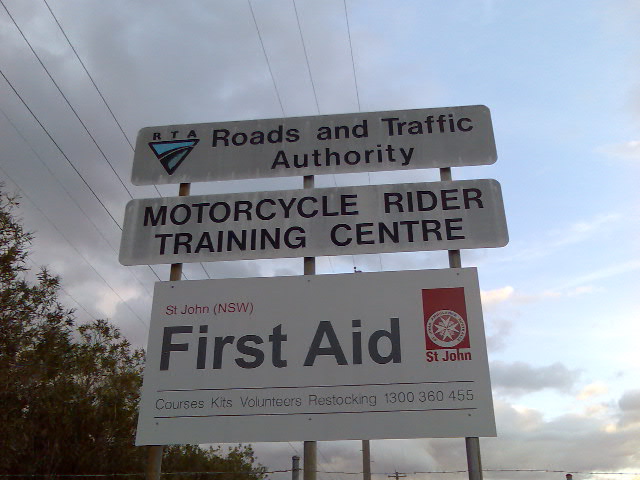 RTA
Roads and Traffic
Authority
MOTORCYCLE RIDER
TRAINING CENTRE
St John (NSW)
First Aid
St John
Courses Kits Volunteers Restocking 1300 360 455